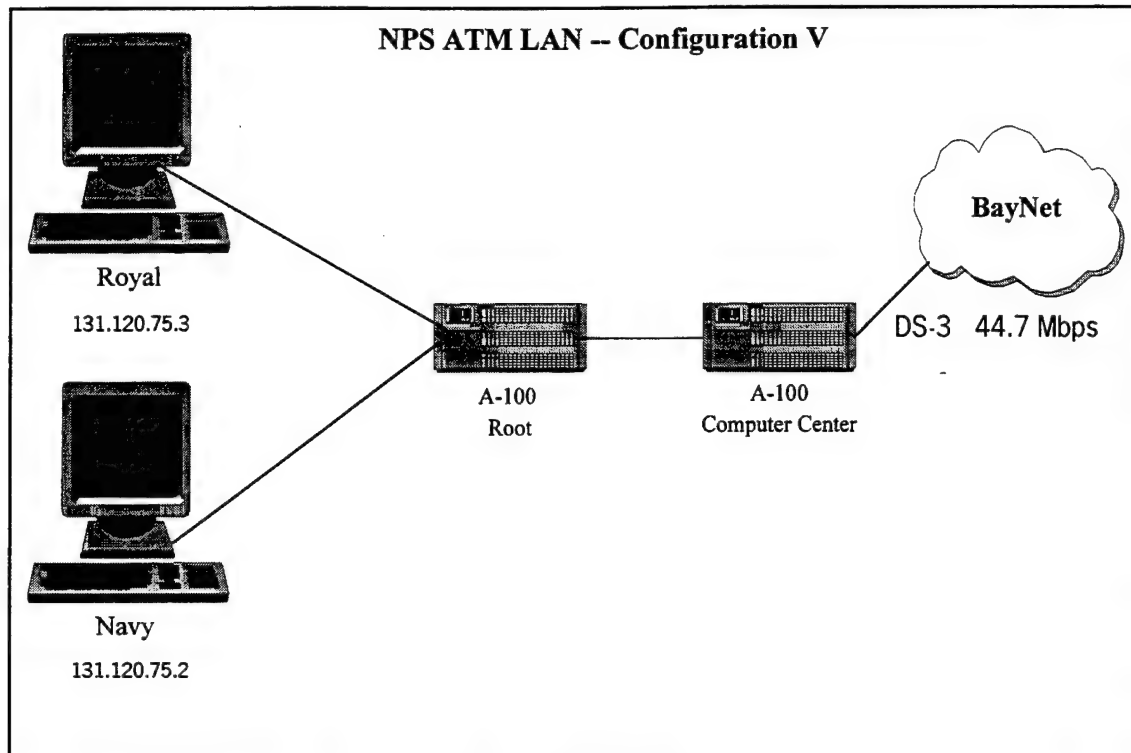 NPS ATM LAN -- Configuration V
Royal
131.120.75.3
Navy
131.120.75.2
A-100
Root
A-100
Computer Center
BayNet
DS-3 44.7 Mbps